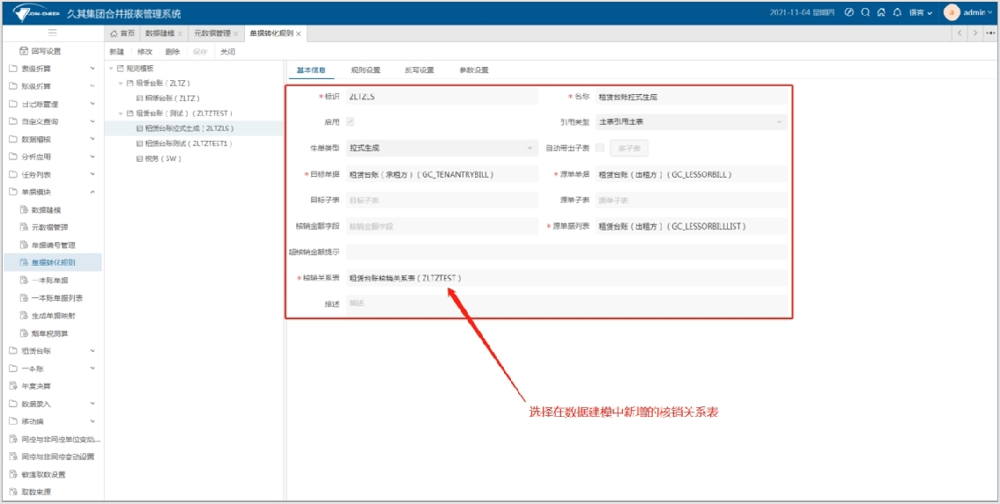 JOIN-CHEER 久其集团合并报表管理系统
2021-11-04 星期四 语言 a admin
首页 数据建模 元数据管理 单据转化规则
新建 修改 删除 保存 关闭
回写设置
表级折算
账级折算
日记账管理
自定义查询
数据稽核
分析应用
任务列表
单据模块
数据建模
元数据管理
单据编号管理
单据转化规则
一本账单据
一本账单据列表
生成单据映射
烟草税测算
租赁台账
一本账
年度决算
数据录入
移动端
同控与非同控单位变动...
同控与非同控变动设置
敏捷取数设置
取数来源
规则模板
租赁台账（ZLTZ）
租赁台账（ZLTZ）
租赁台账（测试）（ZLTZTEST）
租赁台账拉式生成（ZLTZLS）
租赁台账测试（ZLTZTEST1）
税务（SW）
基本信息 规则设置 反写设置 参数设置
*标识 ZLTZLS *名称 租赁台账拉式生成
启用 引用类型 主表引用主表
生单类型 拉式生成 自动带出子表 多子表
*目标单据 租赁台账（承租方）（GC_TENANTRYBILL） *源单单据 租赁台账（出租方）（GC_LESSORBILL）
目标子表 目标子表 源单子表 源单子表
核销金额字段 核销金额字段 *源单据列表 租赁台账（出租方）（GC_LESSORBILLLIST）
超核销金额提示
*核销关系表 租赁台账核销关系表（ZLTZTEST）
描述 描述
选择在数据建模中新增的核销关系表